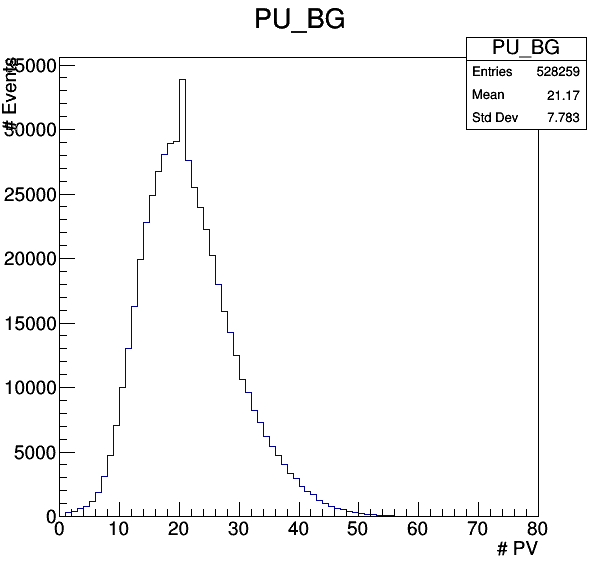 PU_BG
PU_BG
Entries 528259
Mean 21.17
Std Dev 7.783
# Events
35000
30000
25000
20000
15000
10000
5000
0
0 10 20 30 40 50 60 70 80
# PV